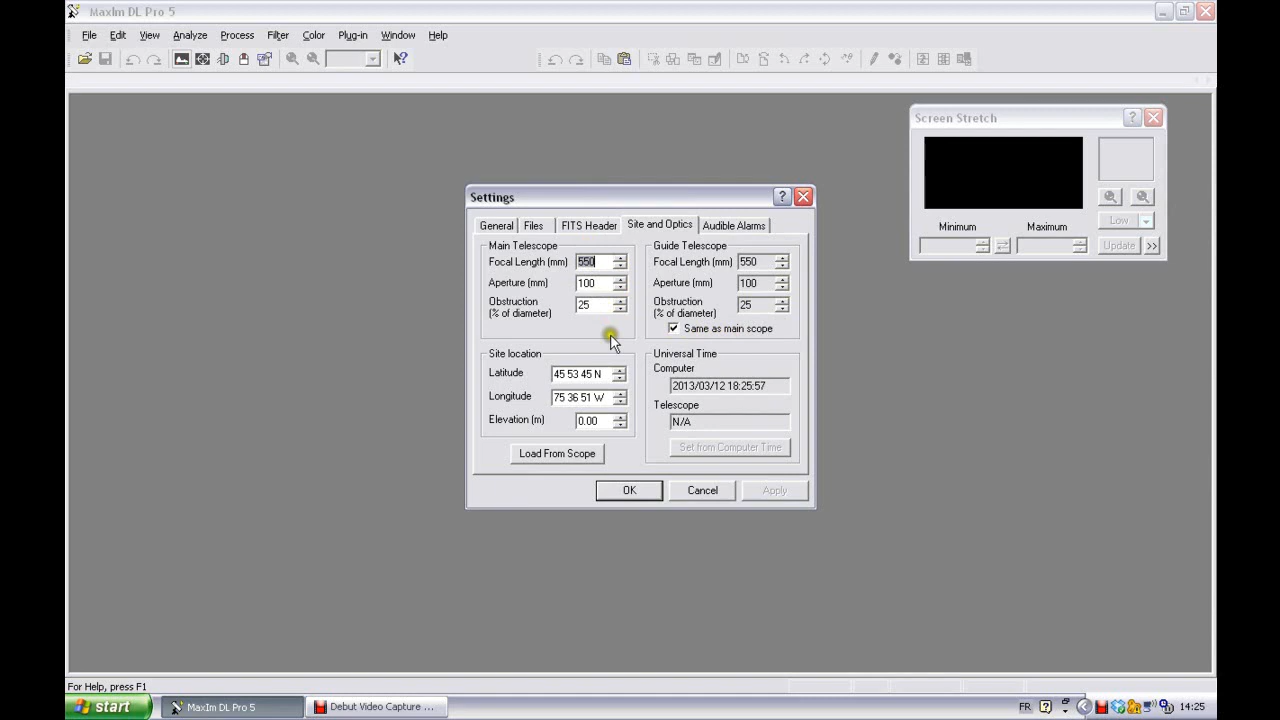 MaxIm DL Pro 5
File Edit View Analyze Process Filter Color Plug-in Window Help
Screen Stretch
Minimum Maximum
Low
Update >>
Settings
General Files FITS Header Site and Optics Audible Alarms
Main Telescope
Focal Length (mm) 550
Aperture (mm) 100
Obstruction 25
(% of diameter)
Guide Telescope
Focal Length (mm) 550
Aperture (mm) 100
Obstruction 25
(% of diameter)
Same as main scope
Site location
Latitude 45 53 45 N
Longitude 75 36 51 W
Elevation (m) 0.00
Load From Scope
Universal Time
Computer
2013/03/12 18:25:57
Telescope
N/A
Set from Computer Time
OK Cancel Apply
For Help, press F1
start MaxIm DL Pro 5 Debut Video Capture ... FR 14:25